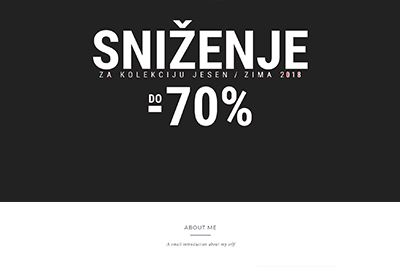 SNIŽENJE
ZA KOLEKCIJU JESEN / ZIMA 2018
DO
-70%
ABOUT ME
A small introduction about my self